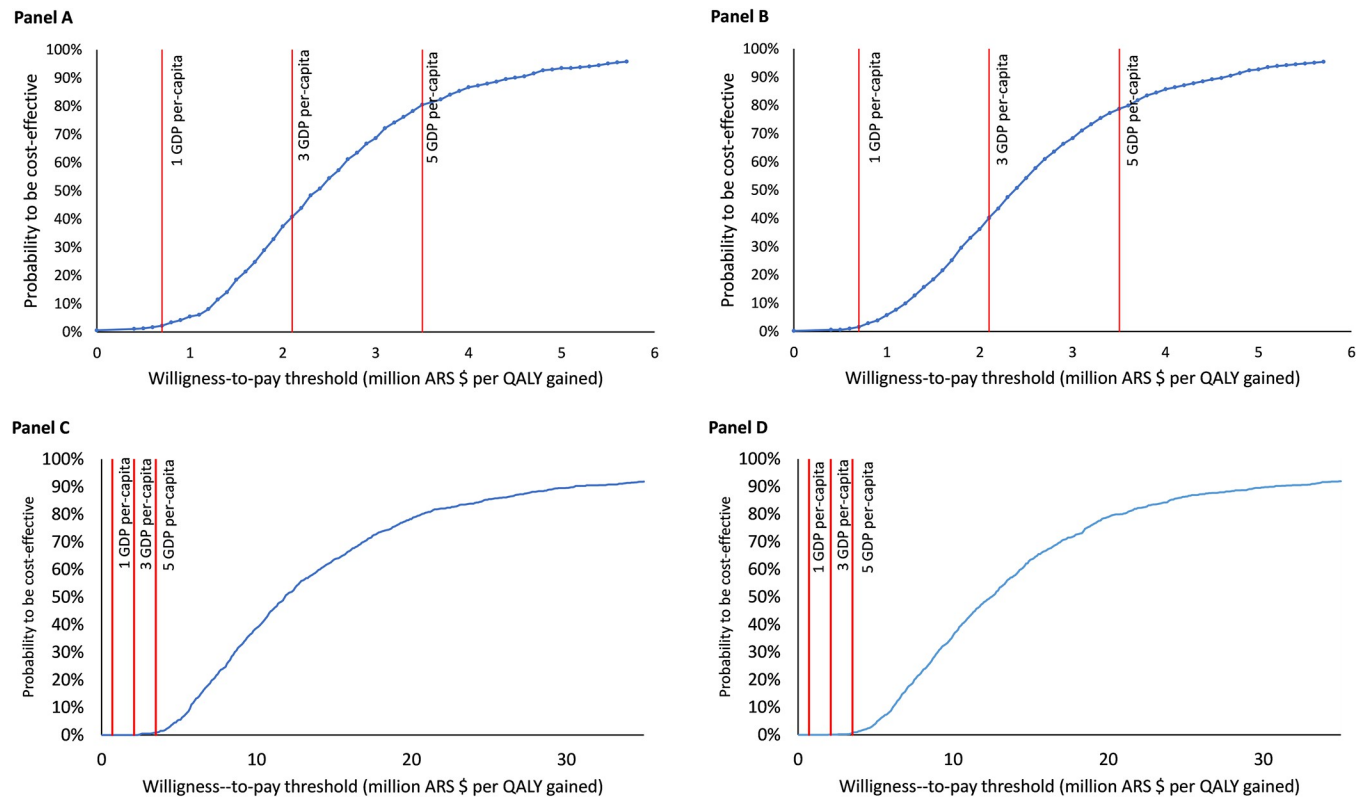 Panel A
Probability to be cost-effective
100%
90%
80%
70%
60%
50%
40%
30%
20%
10%
0%
1 GDP per-capita
3 GDP per-capita
5 GDP per-capita
0 1 2 3 4 5 6
Willigness-to-pay threshold (million ARS $ per QALY gained)
Panel B
Probability to be cost-effective
100%
90%
80%
70%
60%
50%
40%
30%
20%
10%
0%
1 GDP per-capita
3 GDP per-capita
5 GDP per-capita
0 1 2 3 4 5 6
Willigness-to-pay threshold (million ARS $ per QALY gained)
Panel C
Probability to be cost-effective
100%
90%
80%
70%
60%
50%
40%
30%
20%
10%
0%
1 GDP per-capita
3 GDP per-capita
5 GDP per-capita
0 10 20 30
Willigness--to-pay threshold (million ARS $ per QALY gained)
Panel D
Probability to be cost-effective
100%
90%
80%
70%
60%
50%
40%
30%
20%
10%
0%
1 GDP per-capita
3 GDP per-capita
5 GDP per-capita
0 10 20 30
Willigness--to-pay threshold (million ARS $ per QALY gained)